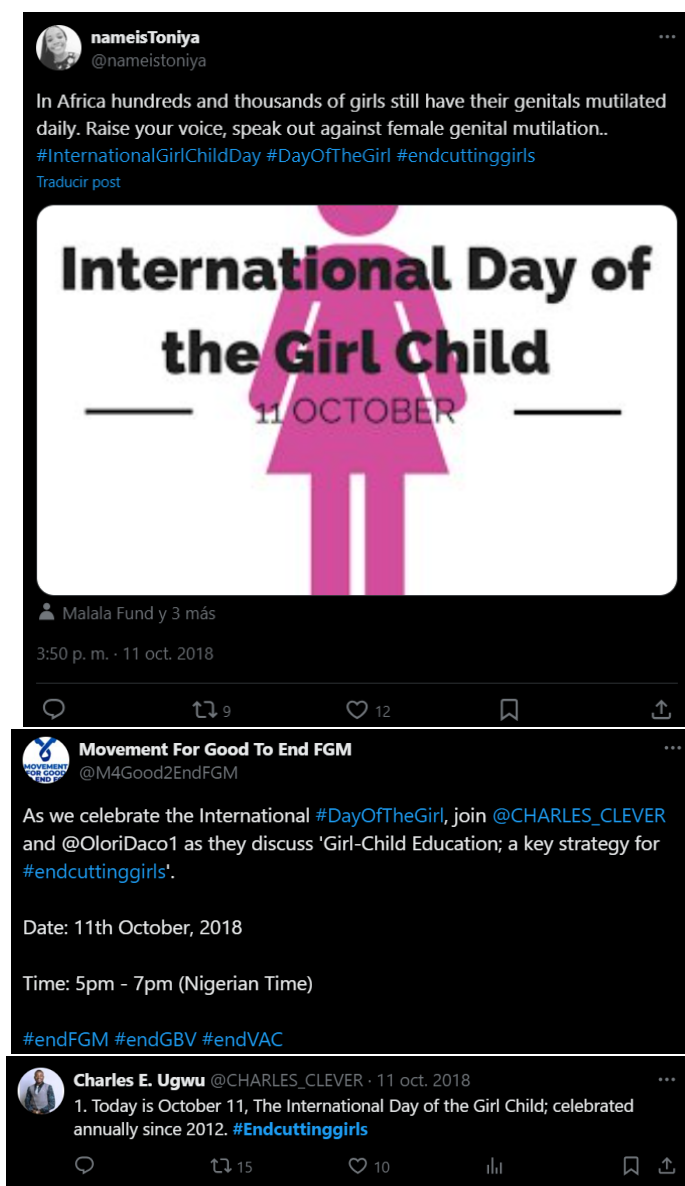 nameisToniya
@nameistoniya
In Africa hundreds and thousands of girls still have their genitals mutilated
daily. Raise your voice, speak out against female genital mutilation..
#InternationalGirlChildDay #DayOfTheGirl #endcuttinggirls
Traducir post
International Day of
the Girl Child
11 OCTOBER
Malala Fund y 3 más
3:50 p. m. · 11 oct. 2018
9 12
MOVEMENT
FOR GOOD
END
Movement For Good To End FGM
@M4Good2EndFGM
As we celebrate the International #DayOfTheGirl, join @CHARLES_CLEVER
and @OloriDaco1 as they discuss 'Girl-Child Education; a key strategy for
#endcuttinggirls'.
Date: 11th October, 2018
Time: 5pm - 7pm (Nigerian Time)
#endFGM #endGBV #endVAC
Charles E. Ugwu @CHARLES_CLEVER · 11 oct. 2018
1. Today is October 11, The International Day of the Girl Child; celebrated
annually since 2012. #Endcuttinggirls
15 10